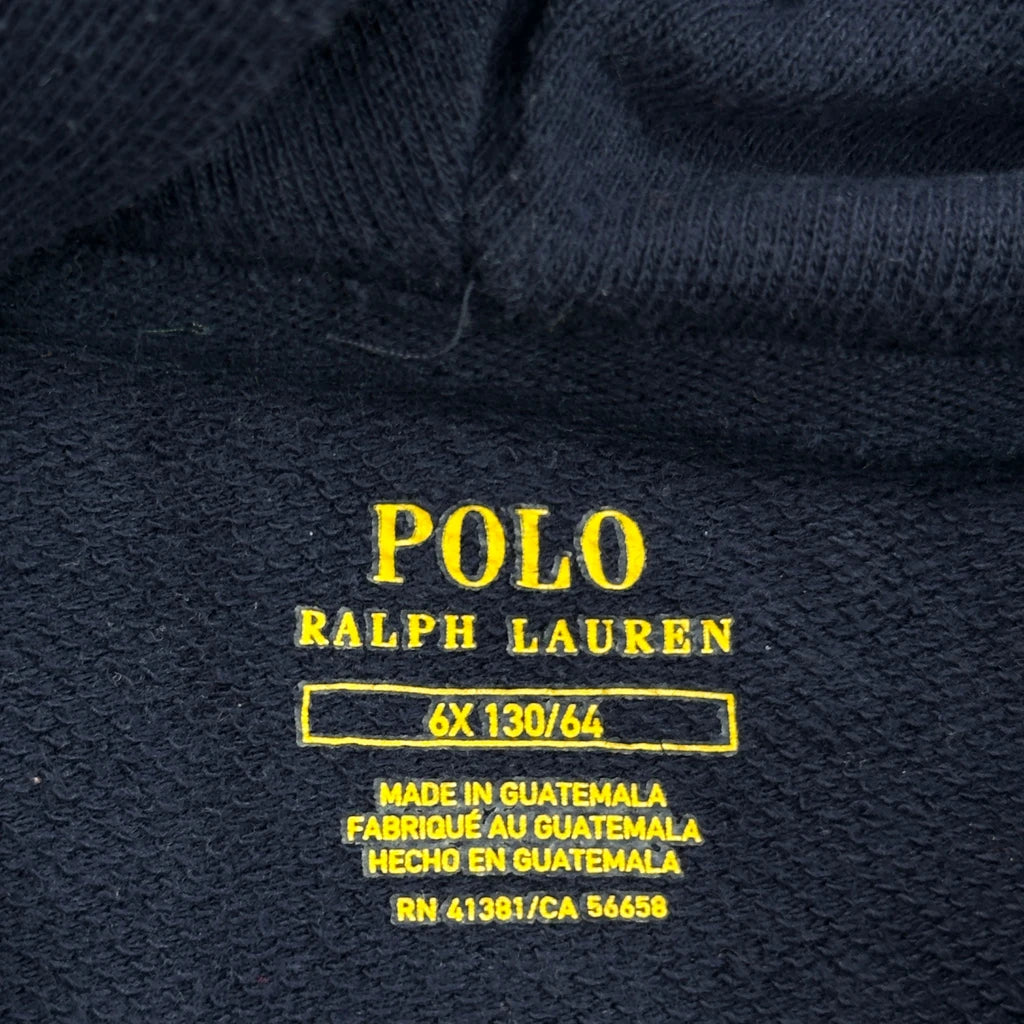 POLO
RALPH LAUREN
6X 130/64
MADE IN GUATEMALA
FABRIQUÉ AU GUATEMALA
HECHO EN GUATEMALA
RN 41381/CA 56658